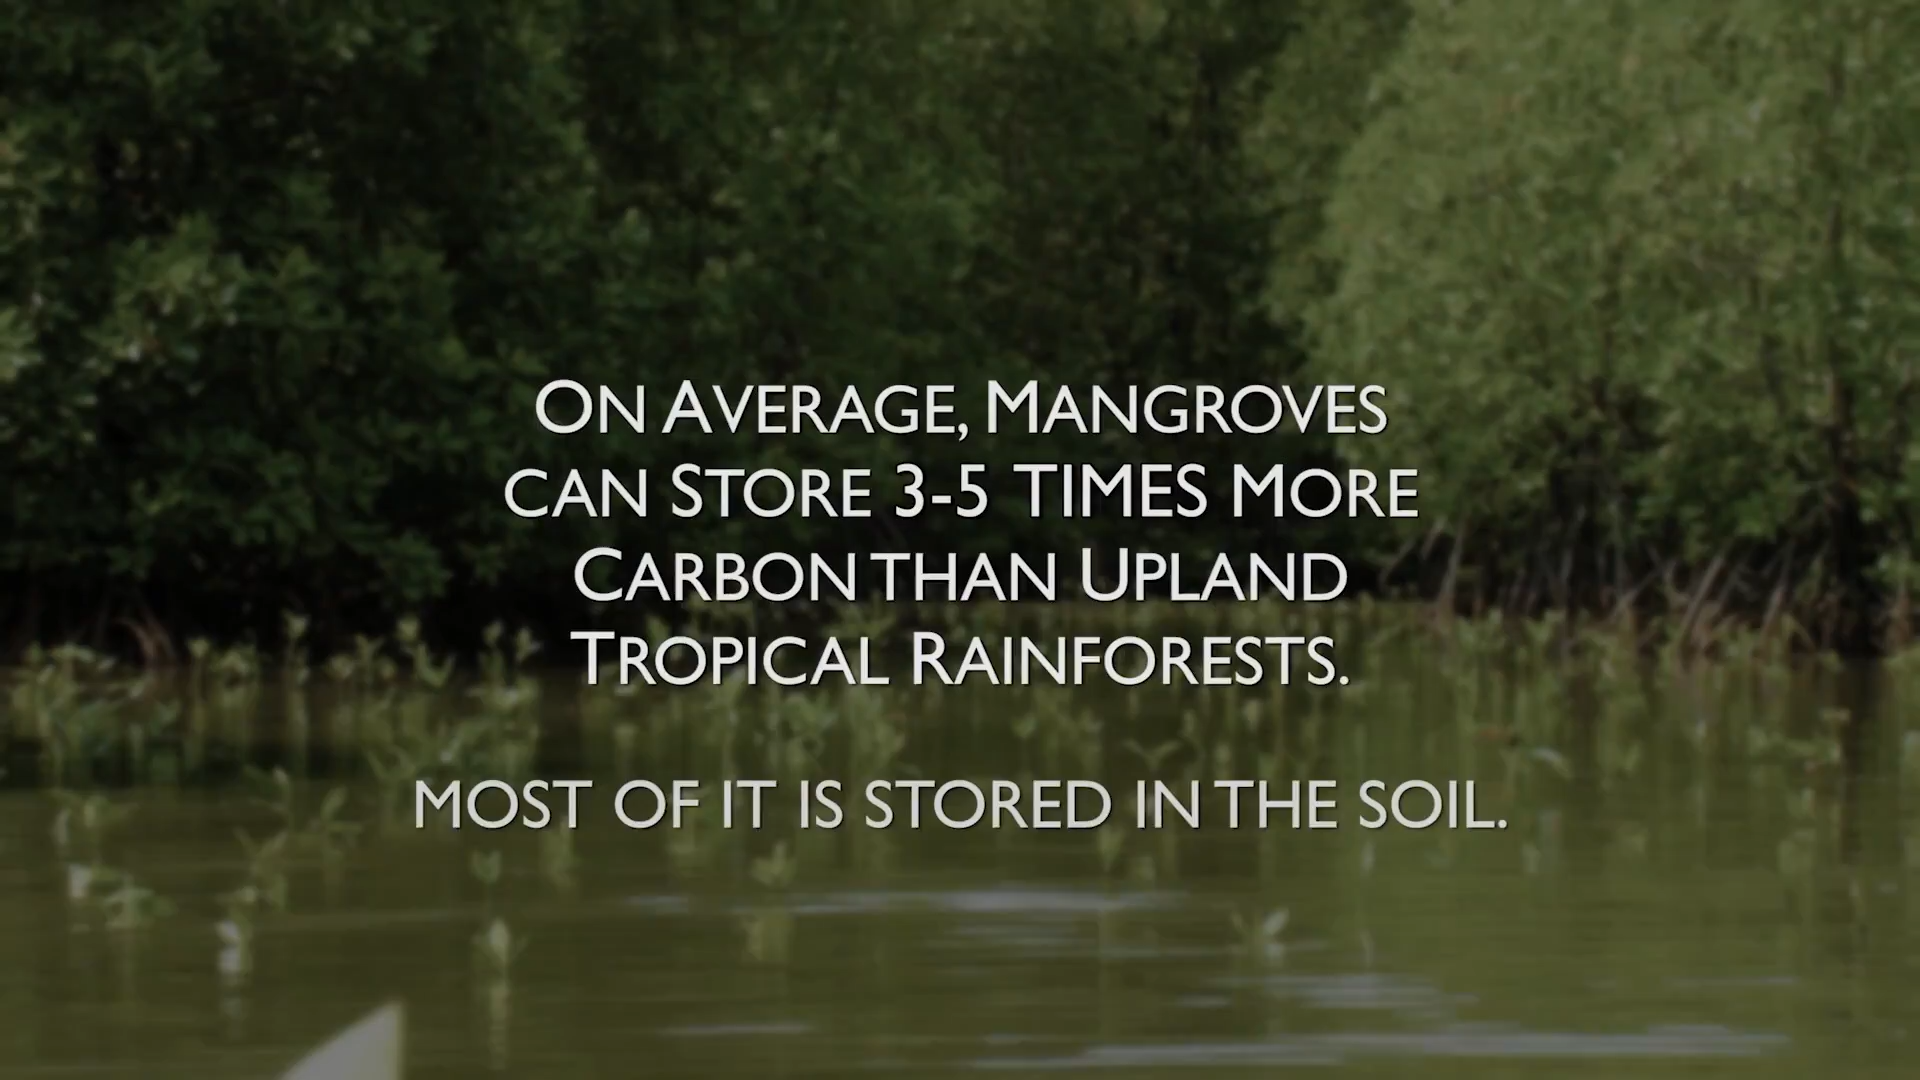 On Average, Mangroves
can Store 3-5 TIMES More
Carbon than Upland
Tropical Rainforests.
most of it is stored in the soil.